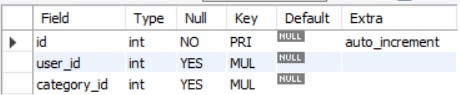 Field Type Null Key Default Extra
id int NO PRI NULL auto_increment
user_id int YES MUL NULL
category_id int YES MUL NULL